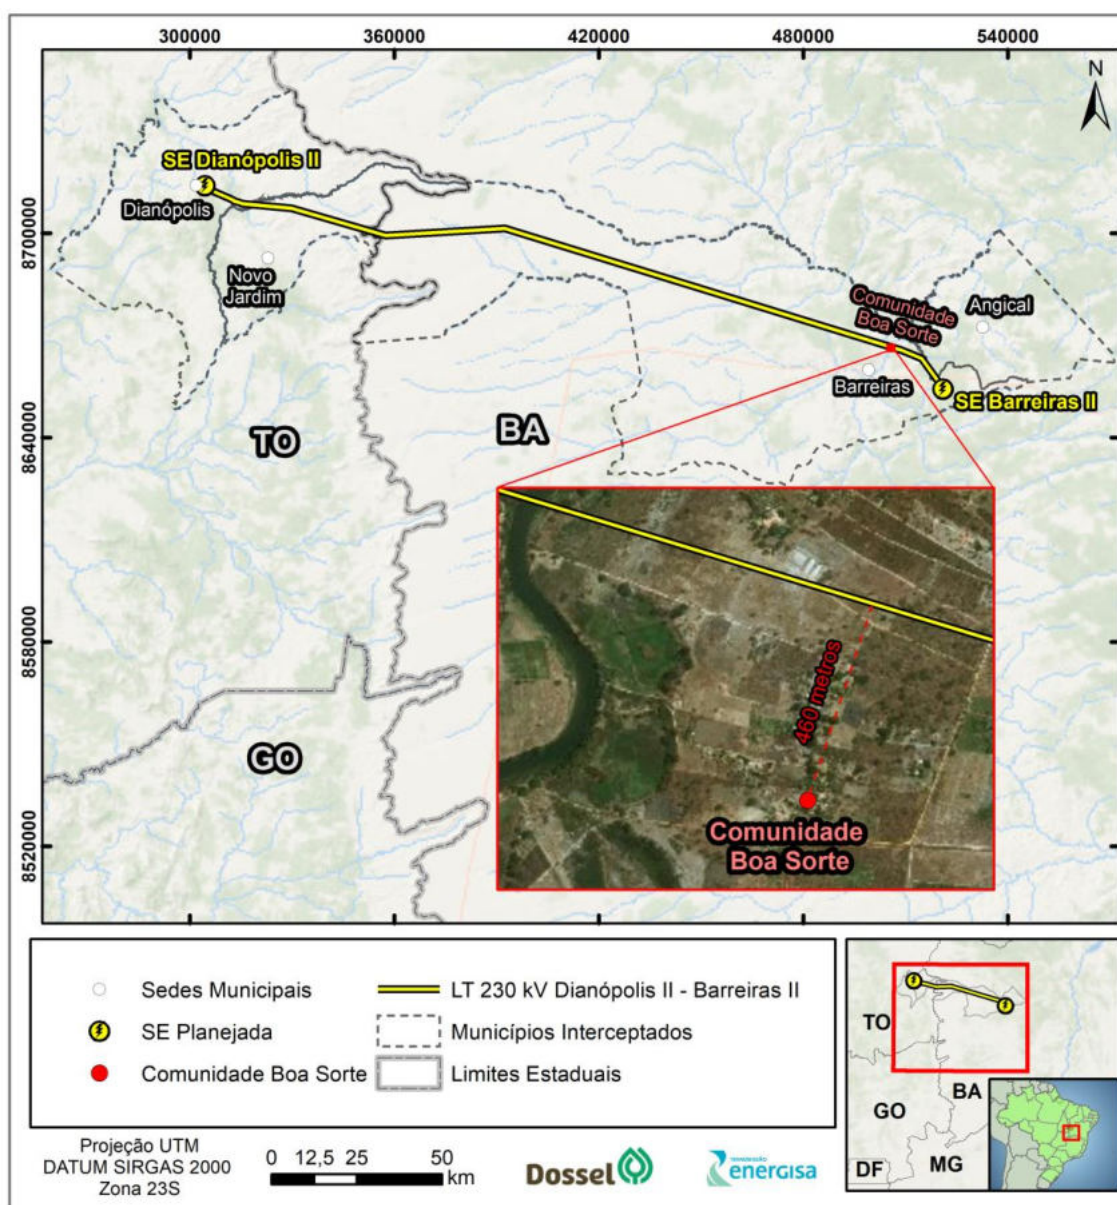 300000 360000 420000 480000 540000
N
SE Dianópolis II
Dianópolis
8700000
Novo
Jardim
Comunidade
Boa Sorte
Angical
Barreiras
SE Barreiras II
8640000
TO
BA
460 metros
8580000
GO
Comunidade
Boa Sorte
8520000
Sedes Municipais
SE Planejada
Comunidade Boa Sorte
LT 230 kV Dianópolis II - Barreiras II
Municípios Interceptados
Limites Estaduais
TO
BA
GO
MG
DF
Projeção UTM
DATUM SIRGAS 2000
Zona 23S
0 12,5 25 50
km
Dossel
energisa